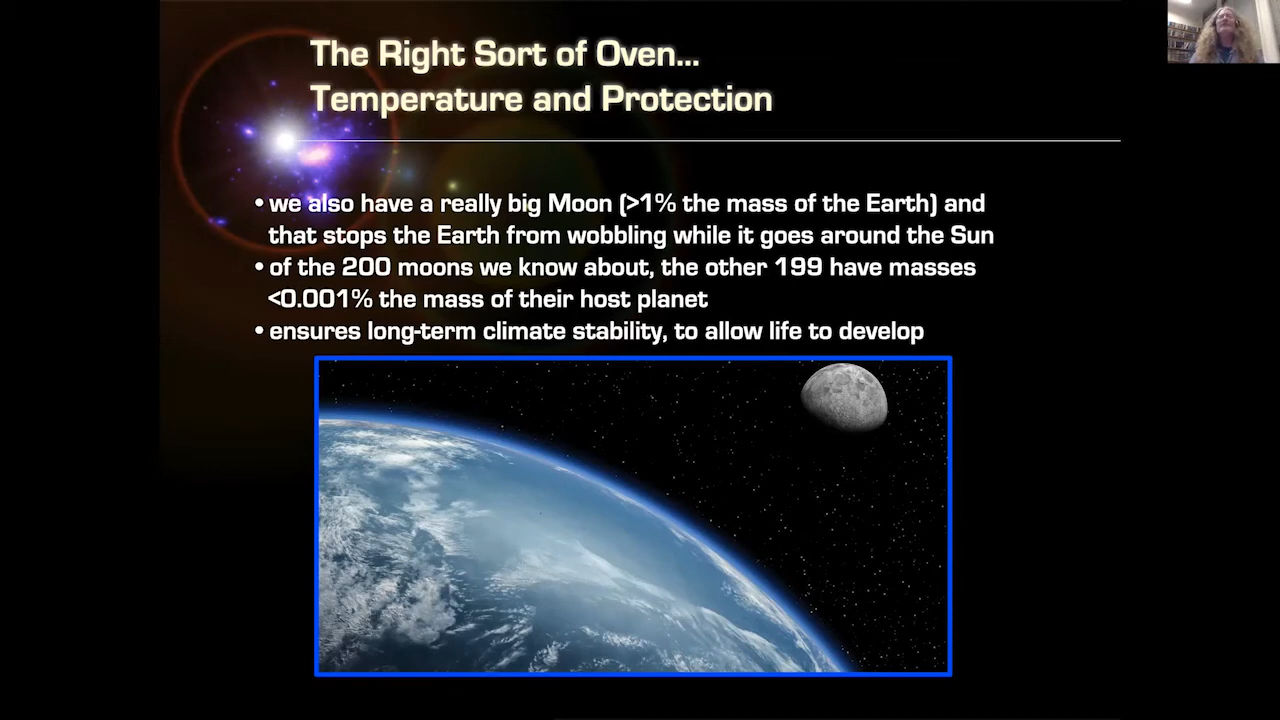 The Right Sort of Oven...
Temperature and Protection
• we also have a really big Moon (>1% the mass of the Earth) and
that stops the Earth from wobbling while it goes around the Sun
• of the 200 moons we know about, the other 199 have masses
<0.001% the mass of their host planet
• ensures long-term climate stability, to allow life to develop